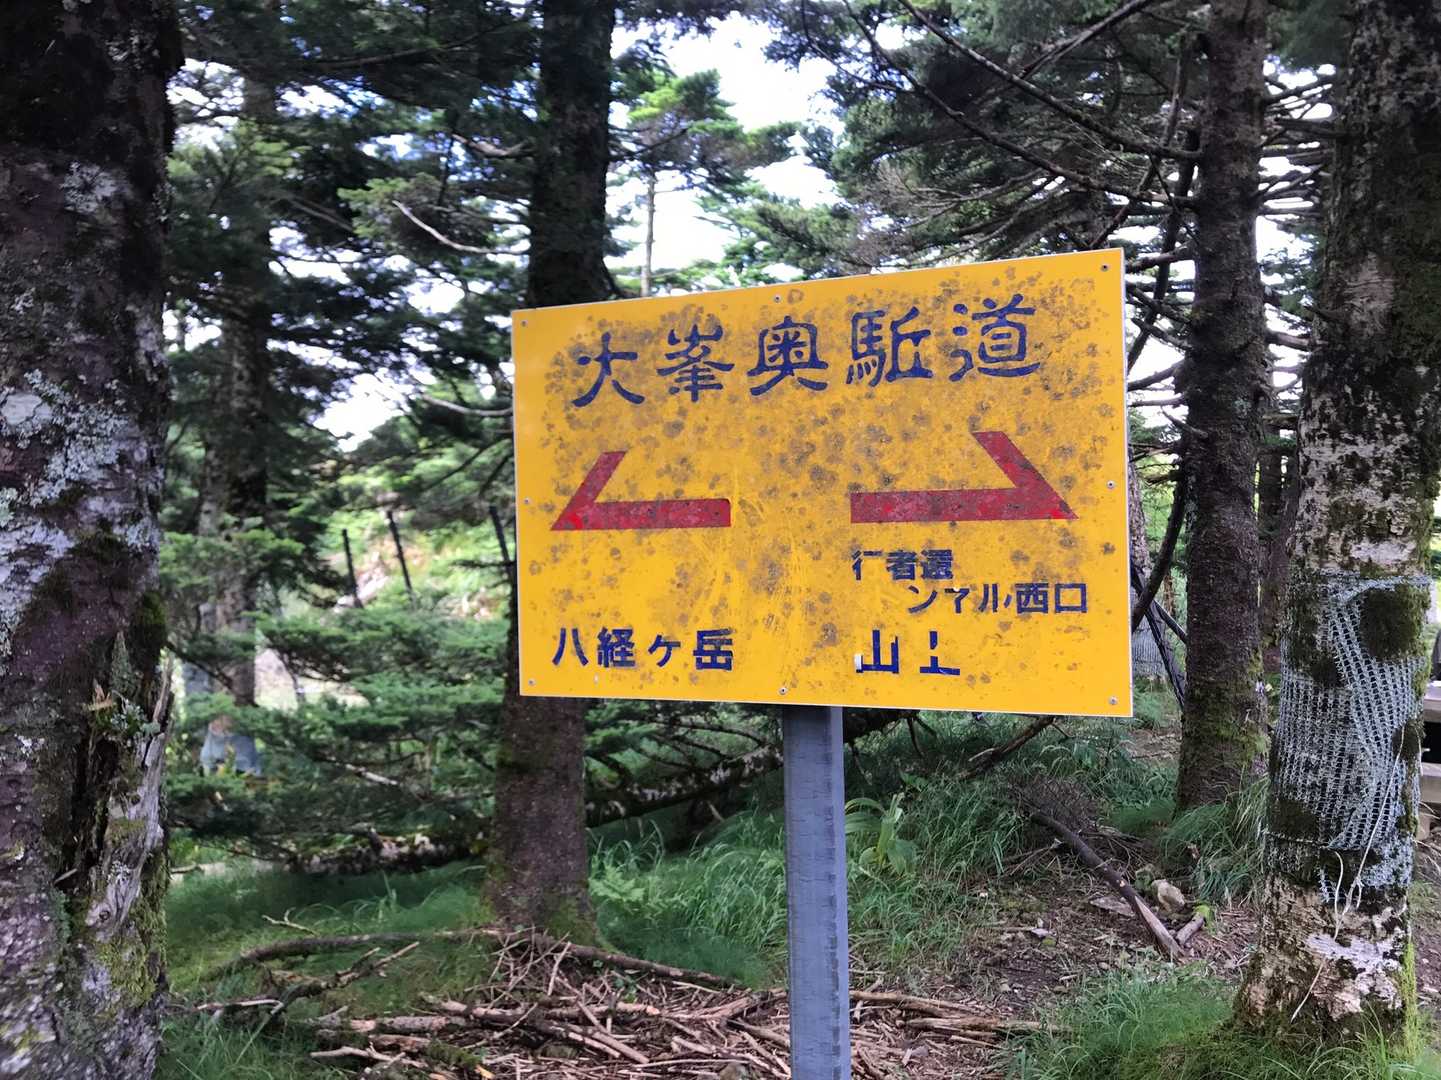 大峯奥駈道
八経ヶ岳
行者還
ンネル西口
山上